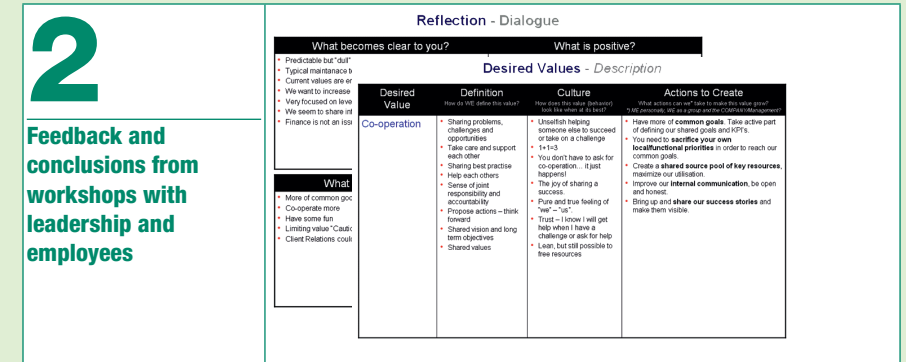 2
Feedback and
conclusions from
workshops with
leadership and
employees
Reflection - Dialogue
What becomes clear to you?
What is positive?
• Predictable but "dull"
• Typical maintanace
• Current values are
• We want to increase
• Very focused on
• We seem to share
• Finance is not an
What
• More of common
• Co-operate more
• Have some fun
• Limiting value
• Client Relations
Desired Values - Description
Desired
Value
Definition
How do WE define this value?
Culture
How does this value (behavior)
look like when at its best?
Actions to Create
What actions can we* take to make this value grow?
*) ME personally, WE as a group and the COMPANY/Management?
Co-operation
• Sharing problems,
challenges and
opportunities
• Take care and support
each other
• Sharing best practise
• Help each others
• Sense of joint
responsibility and
accountability
• Propose actions – think
forward
• Shared vision and long
term objectives
• Shared values
• Unselfish helping
someone else to succeed
or take on a challenge
• 1+1=3
• You don't have to ask for
co-operation... it just
happens!
• The joy of sharing a
success.
• Pure and true feeling of
"we" – "us".
• Trust – I know I will get
help when I have a
challenge or ask for help
• Lean, but still possible to
free resources
• Have more of common goals. Take active part
of defining our shared goals and KPI's.
• You need to sacrifice your own
local/functional priorities in order to reach our
common goals.
• Create a shared source pool of key resources,
maximize our utilisation.
• Improve our internal communication, be open
and honest.
• Bring up and share our success stories and
make them visible.